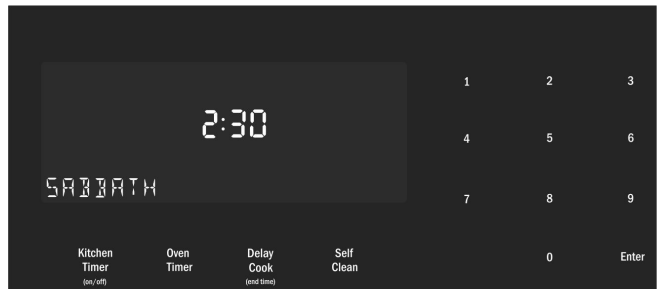 1 2 3
2:30
4 5 6
SABBATH
7 8 9
Kitchen Timer (on/off)
Oven Timer
Delay Cook (end time)
Self Clean
0 Enter